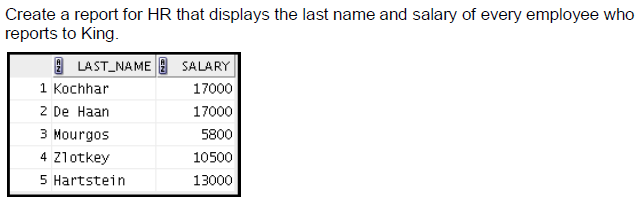 Create a report for HR that displays the last name and salary of every employee who
reports to King.
LAST_NAME SALARY
1 Kochhar 17000
2 De Haan 17000
3 Mourgos 5800
4 Zlotkey 10500
5 Hartstein 13000